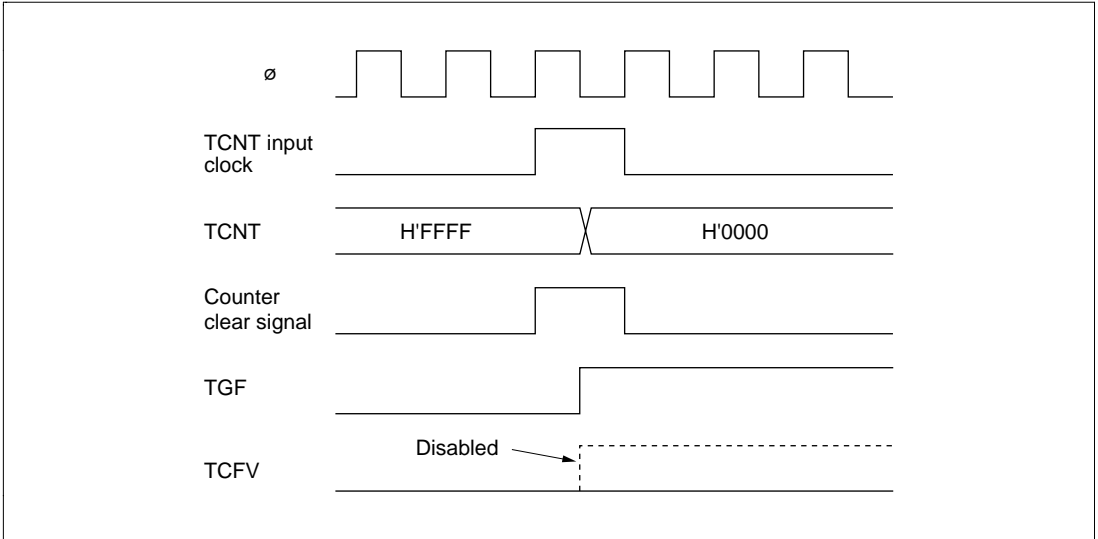 ø
TCNT input
clock
TCNT
H'FFFF
H'0000
Counter
clear signal
TGF
Disabled
TCFV